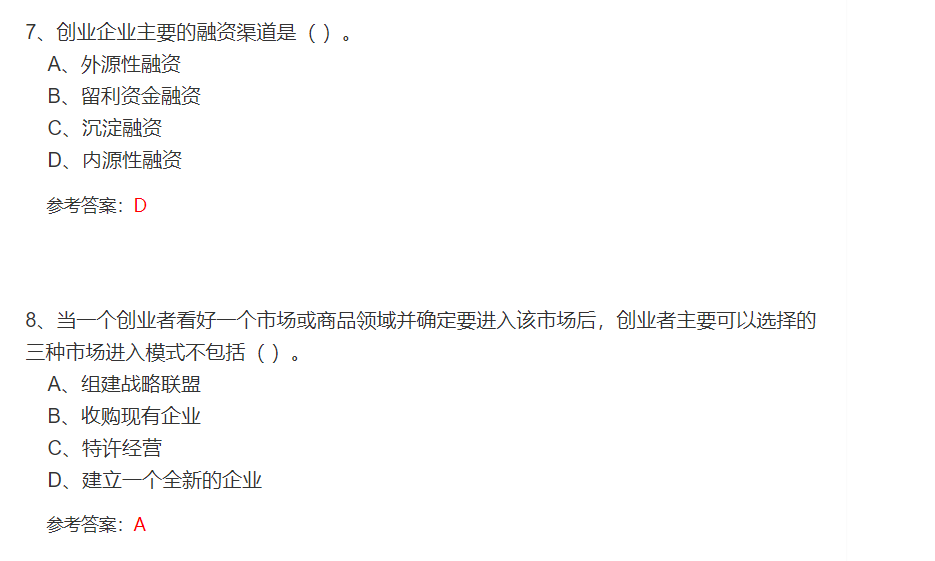 7、创业企业主要的融资渠道是（ ）。
A、外源性融资
B、留利资金融资
C、沉淀融资
D、内源性融资
参考答案：D
8、当一个创业者看好一个市场或商品领域并确定要进入该市场后，创业者主要可以选择的
三种市场进入模式不包括（ ）。
A、组建战略联盟
B、收购现有企业
C、特许经营
D、建立一个全新的企业
参考答案：A